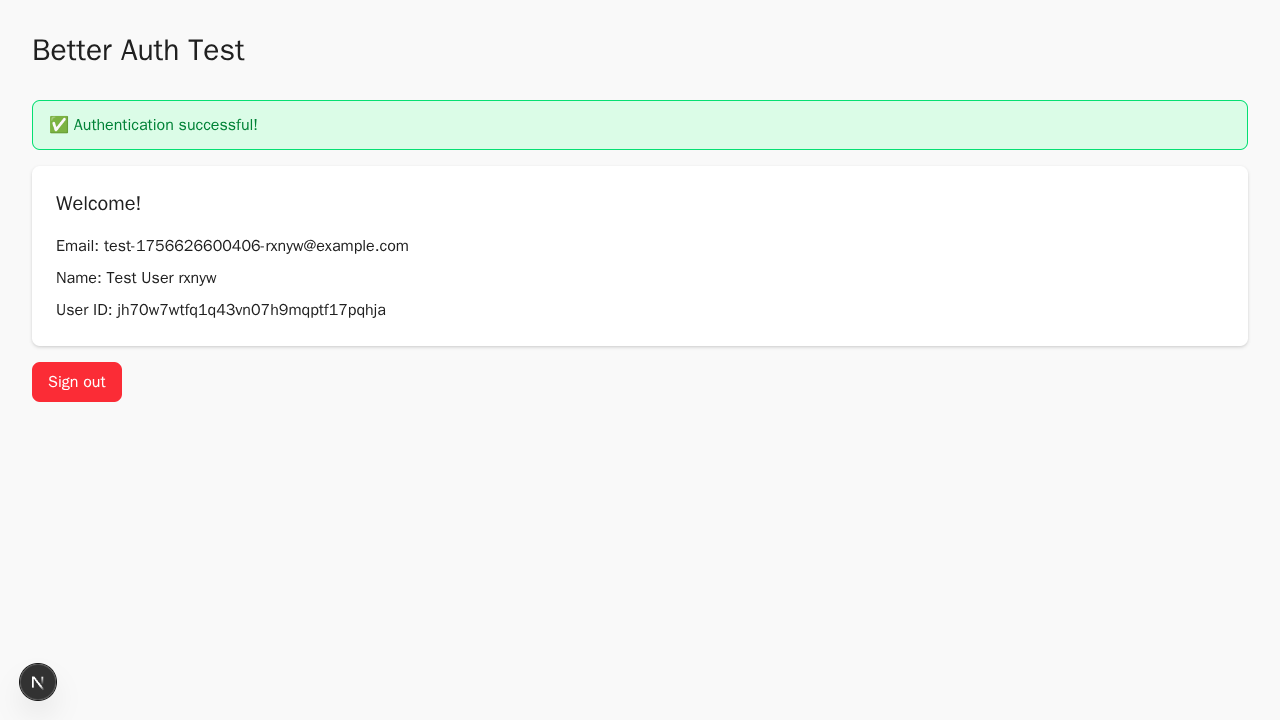 Better Auth Test
✅ Authentication successful!
Welcome!
Email: test-1756626600406-rxnyw@example.com
Name: Test User rxnyw
User ID: jh70w7wtfq1q43vn07h9mqptf17pqhja
Sign out
N